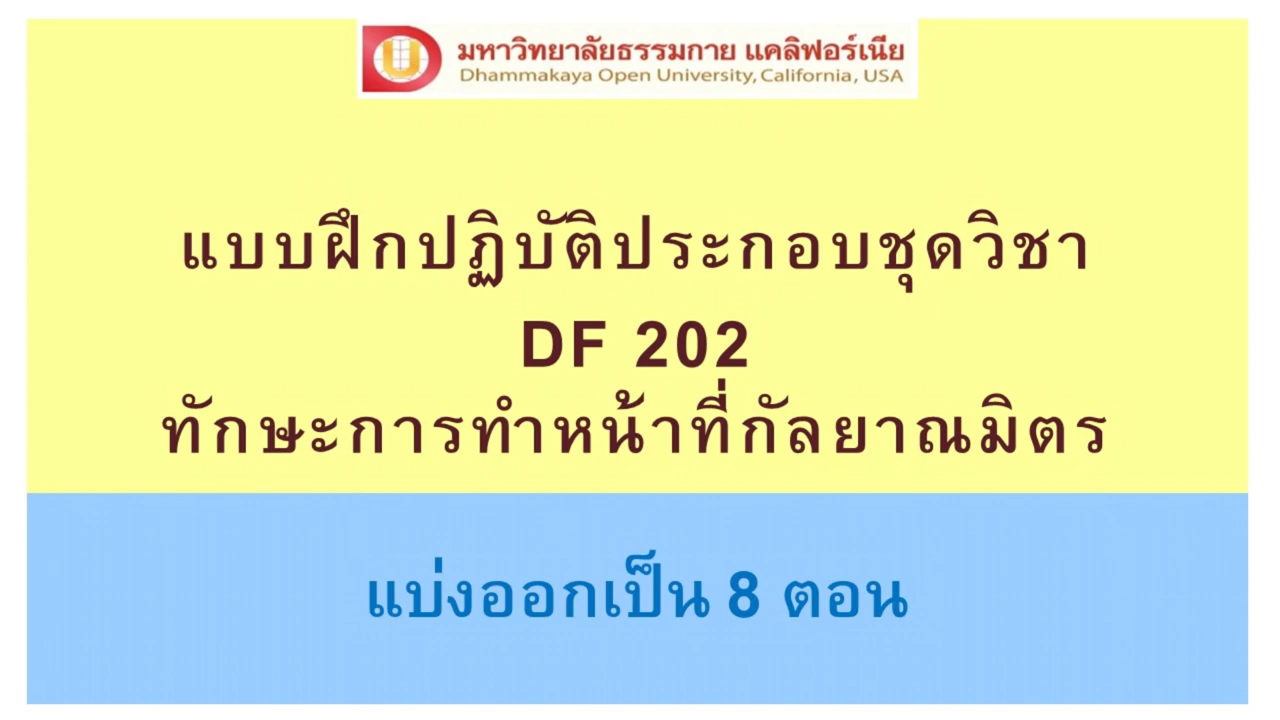 มหาวิทยาลัยธรรมกาย แคลิฟอร์เนีย
Dhammakaya Open University, California, USA
แบบฝึกปฏิบัติประกอบชุดวิชา
DF 202
ทักษะการทำหน้าที่กัลยาณมิตร
แบ่งออกเป็น 8 ตอน